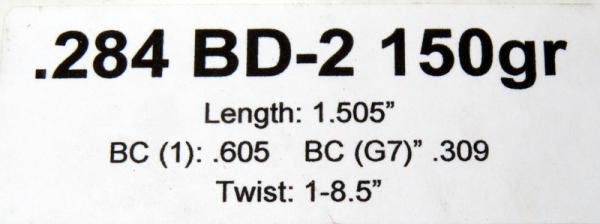 .284 BD-2 150gr
Length: 1.505”
BC (1): .605 BC (G7)” .309
Twist: 1-8.5”